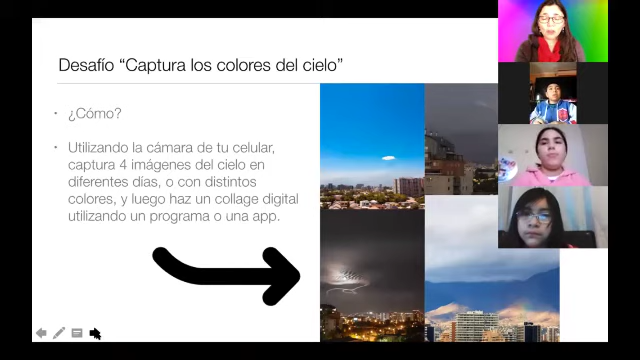 Desafío “Captura los colores del cielo”
¿Cómo?
Utilizando la cámara de tu celular,
captura 4 imágenes del cielo en
diferentes días, o con distintos
colores, y luego haz un collage digital
utilizando un programa o una app.